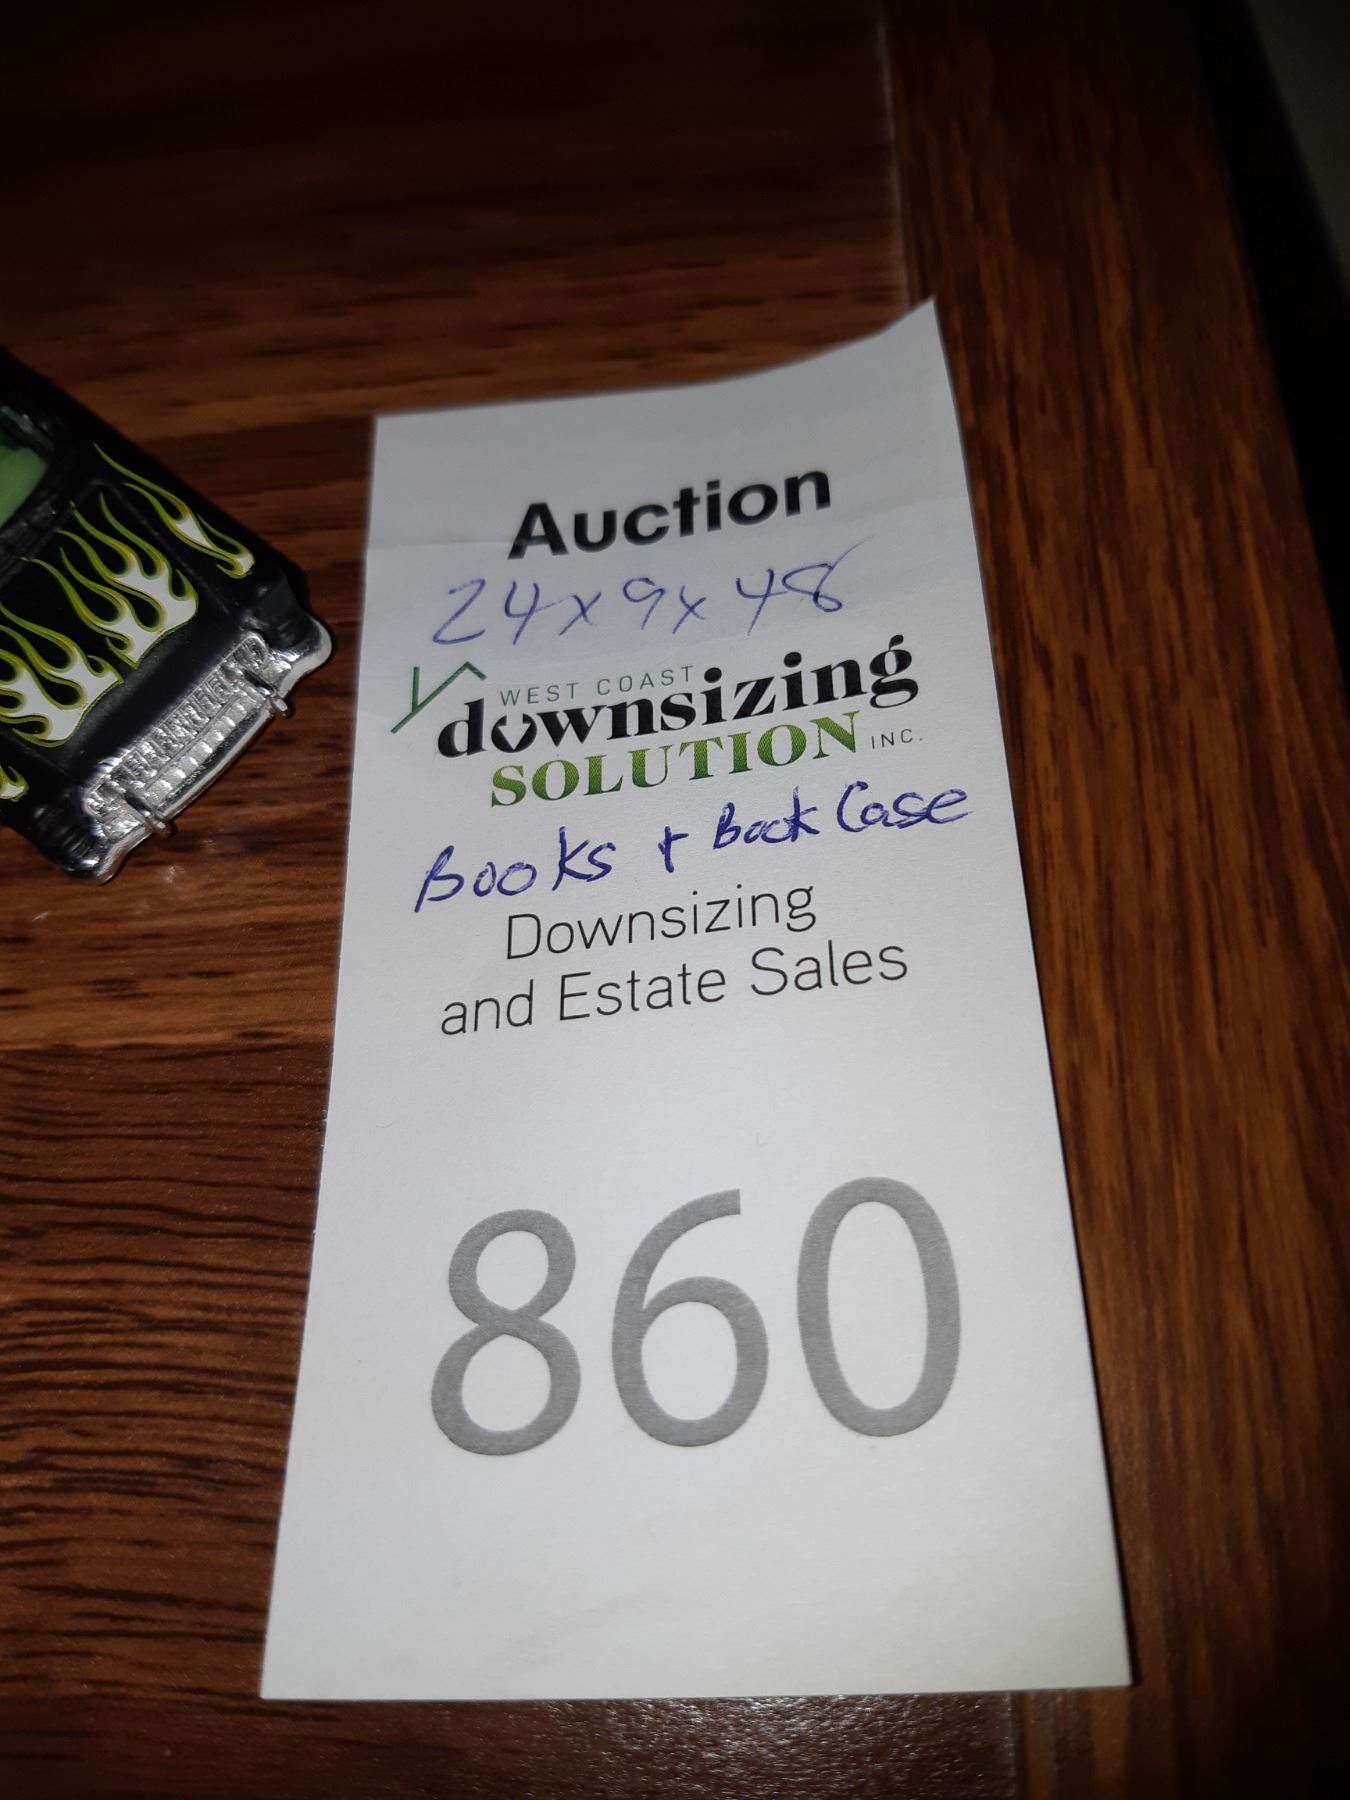 Auction
24x9x48
WEST COAST
downsizing
SOLUTION INC.
Books + Book Case
Downsizing
and Estate Sales
860